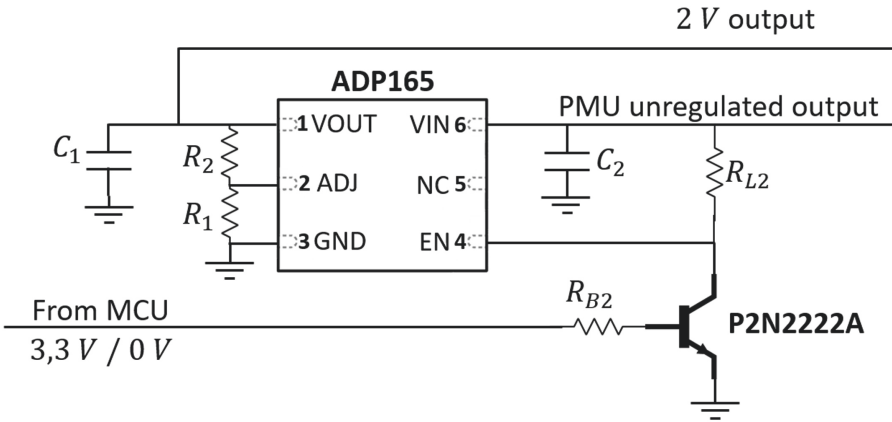 2 V output
ADP165
1 VOUT VIN 6
PMU unregulated output
C1
R2
C2
RL2
2 ADJ NC 5
R1
3 GND EN 4
From MCU
RB2
P2N2222A
3,3 V / 0 V